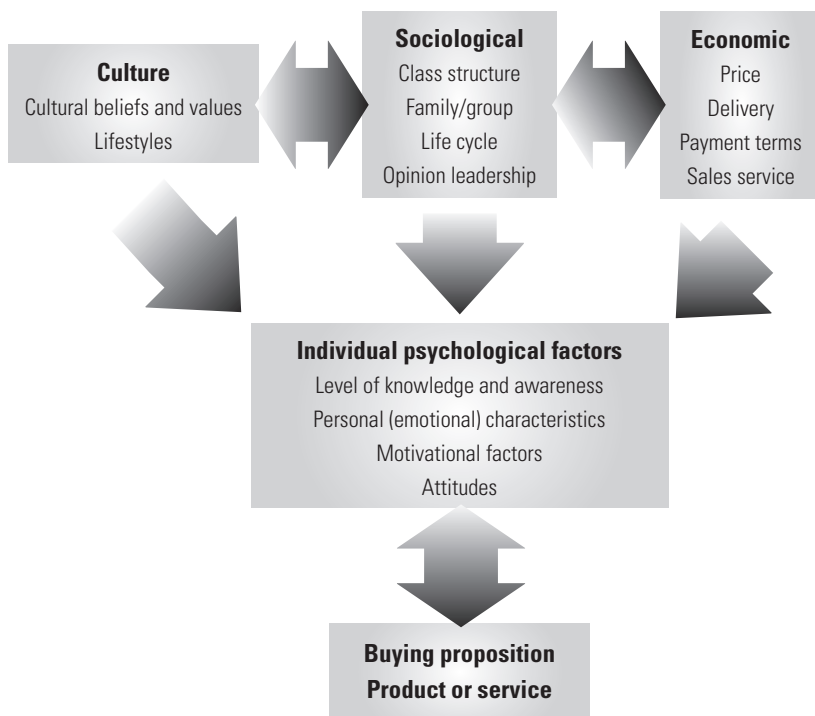 Culture
Cultural beliefs and values
Lifestyles
Sociological
Class structure
Family/group
Life cycle
Opinion leadership
Economic
Price
Delivery
Payment terms
Sales service
Individual psychological factors
Level of knowledge and awareness
Personal (emotional) characteristics
Motivational factors
Attitudes
Buying proposition
Product or service